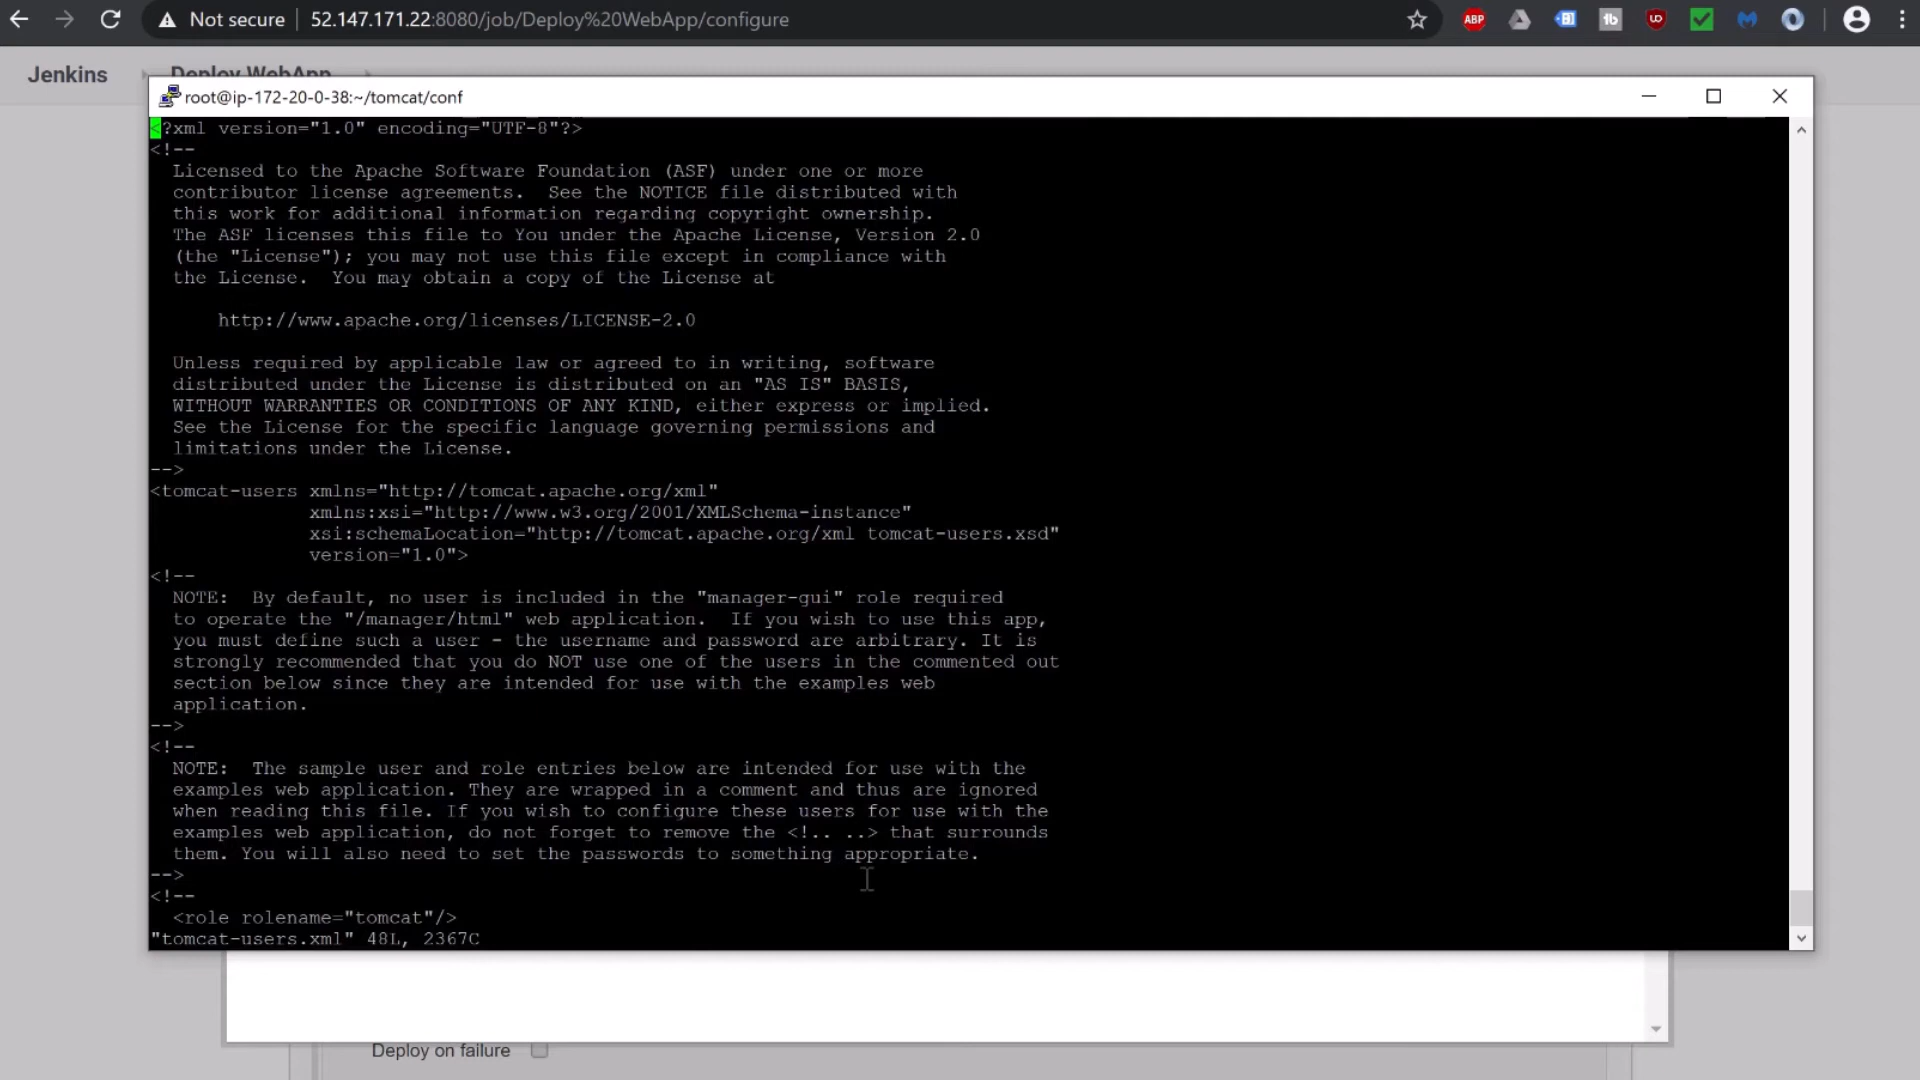 Not secure
52.147.171.22:8080/job/Deploy%20WebApp/configure
ABP
Jenkins
Deploy WebApp
root@ip-172-20-0-38:~/tomcat/conf
<?xml version="1.0" encoding="UTF-8"?>
<!--
Licensed to the Apache Software Foundation (ASF) under one or more
contributor license agreements.  See the NOTICE file distributed with
this work for additional information regarding copyright ownership.
The ASF licenses this file to You under the Apache License, Version 2.0
(the "License"); you may not use this file except in compliance with
the License.  You may obtain a copy of the License at
http://www.apache.org/licenses/LICENSE-2.0
Unless required by applicable law or agreed to in writing, software
distributed under the License is distributed on an "AS IS" BASIS,
WITHOUT WARRANTIES OR CONDITIONS OF ANY KIND, either express or implied.
See the License for the specific language governing permissions and
limitations under the License.
-->
<tomcat-users xmlns="http://tomcat.apache.org/xml"
xmlns:xsi="http://www.w3.org/2001/XMLSchema-instance"
xsi:schemaLocation="http://tomcat.apache.org/xml tomcat-users.xsd"
version="1.0">
<!--
NOTE:  By default, no user is included in the "manager-gui" role required
to operate the "/manager/html" web application.  If you wish to use this app,
you must define such a user - the username and password are arbitrary. It is
strongly recommended that you do NOT use one of the users in the commented out
section below since they are intended for use with the examples web
application.
-->
<!--
NOTE:  The sample user and role entries below are intended for use with the
examples web application. They are wrapped in a comment and thus are ignored
when reading this file. If you wish to configure these users for use with the
examples web application, do not forget to remove the <!.. ..> that surrounds
them. You will also need to set the passwords to something appropriate.
-->
<!--
<role rolename="tomcat"/>
"tomcat-users.xml" 48L, 2367C
Deploy on failure